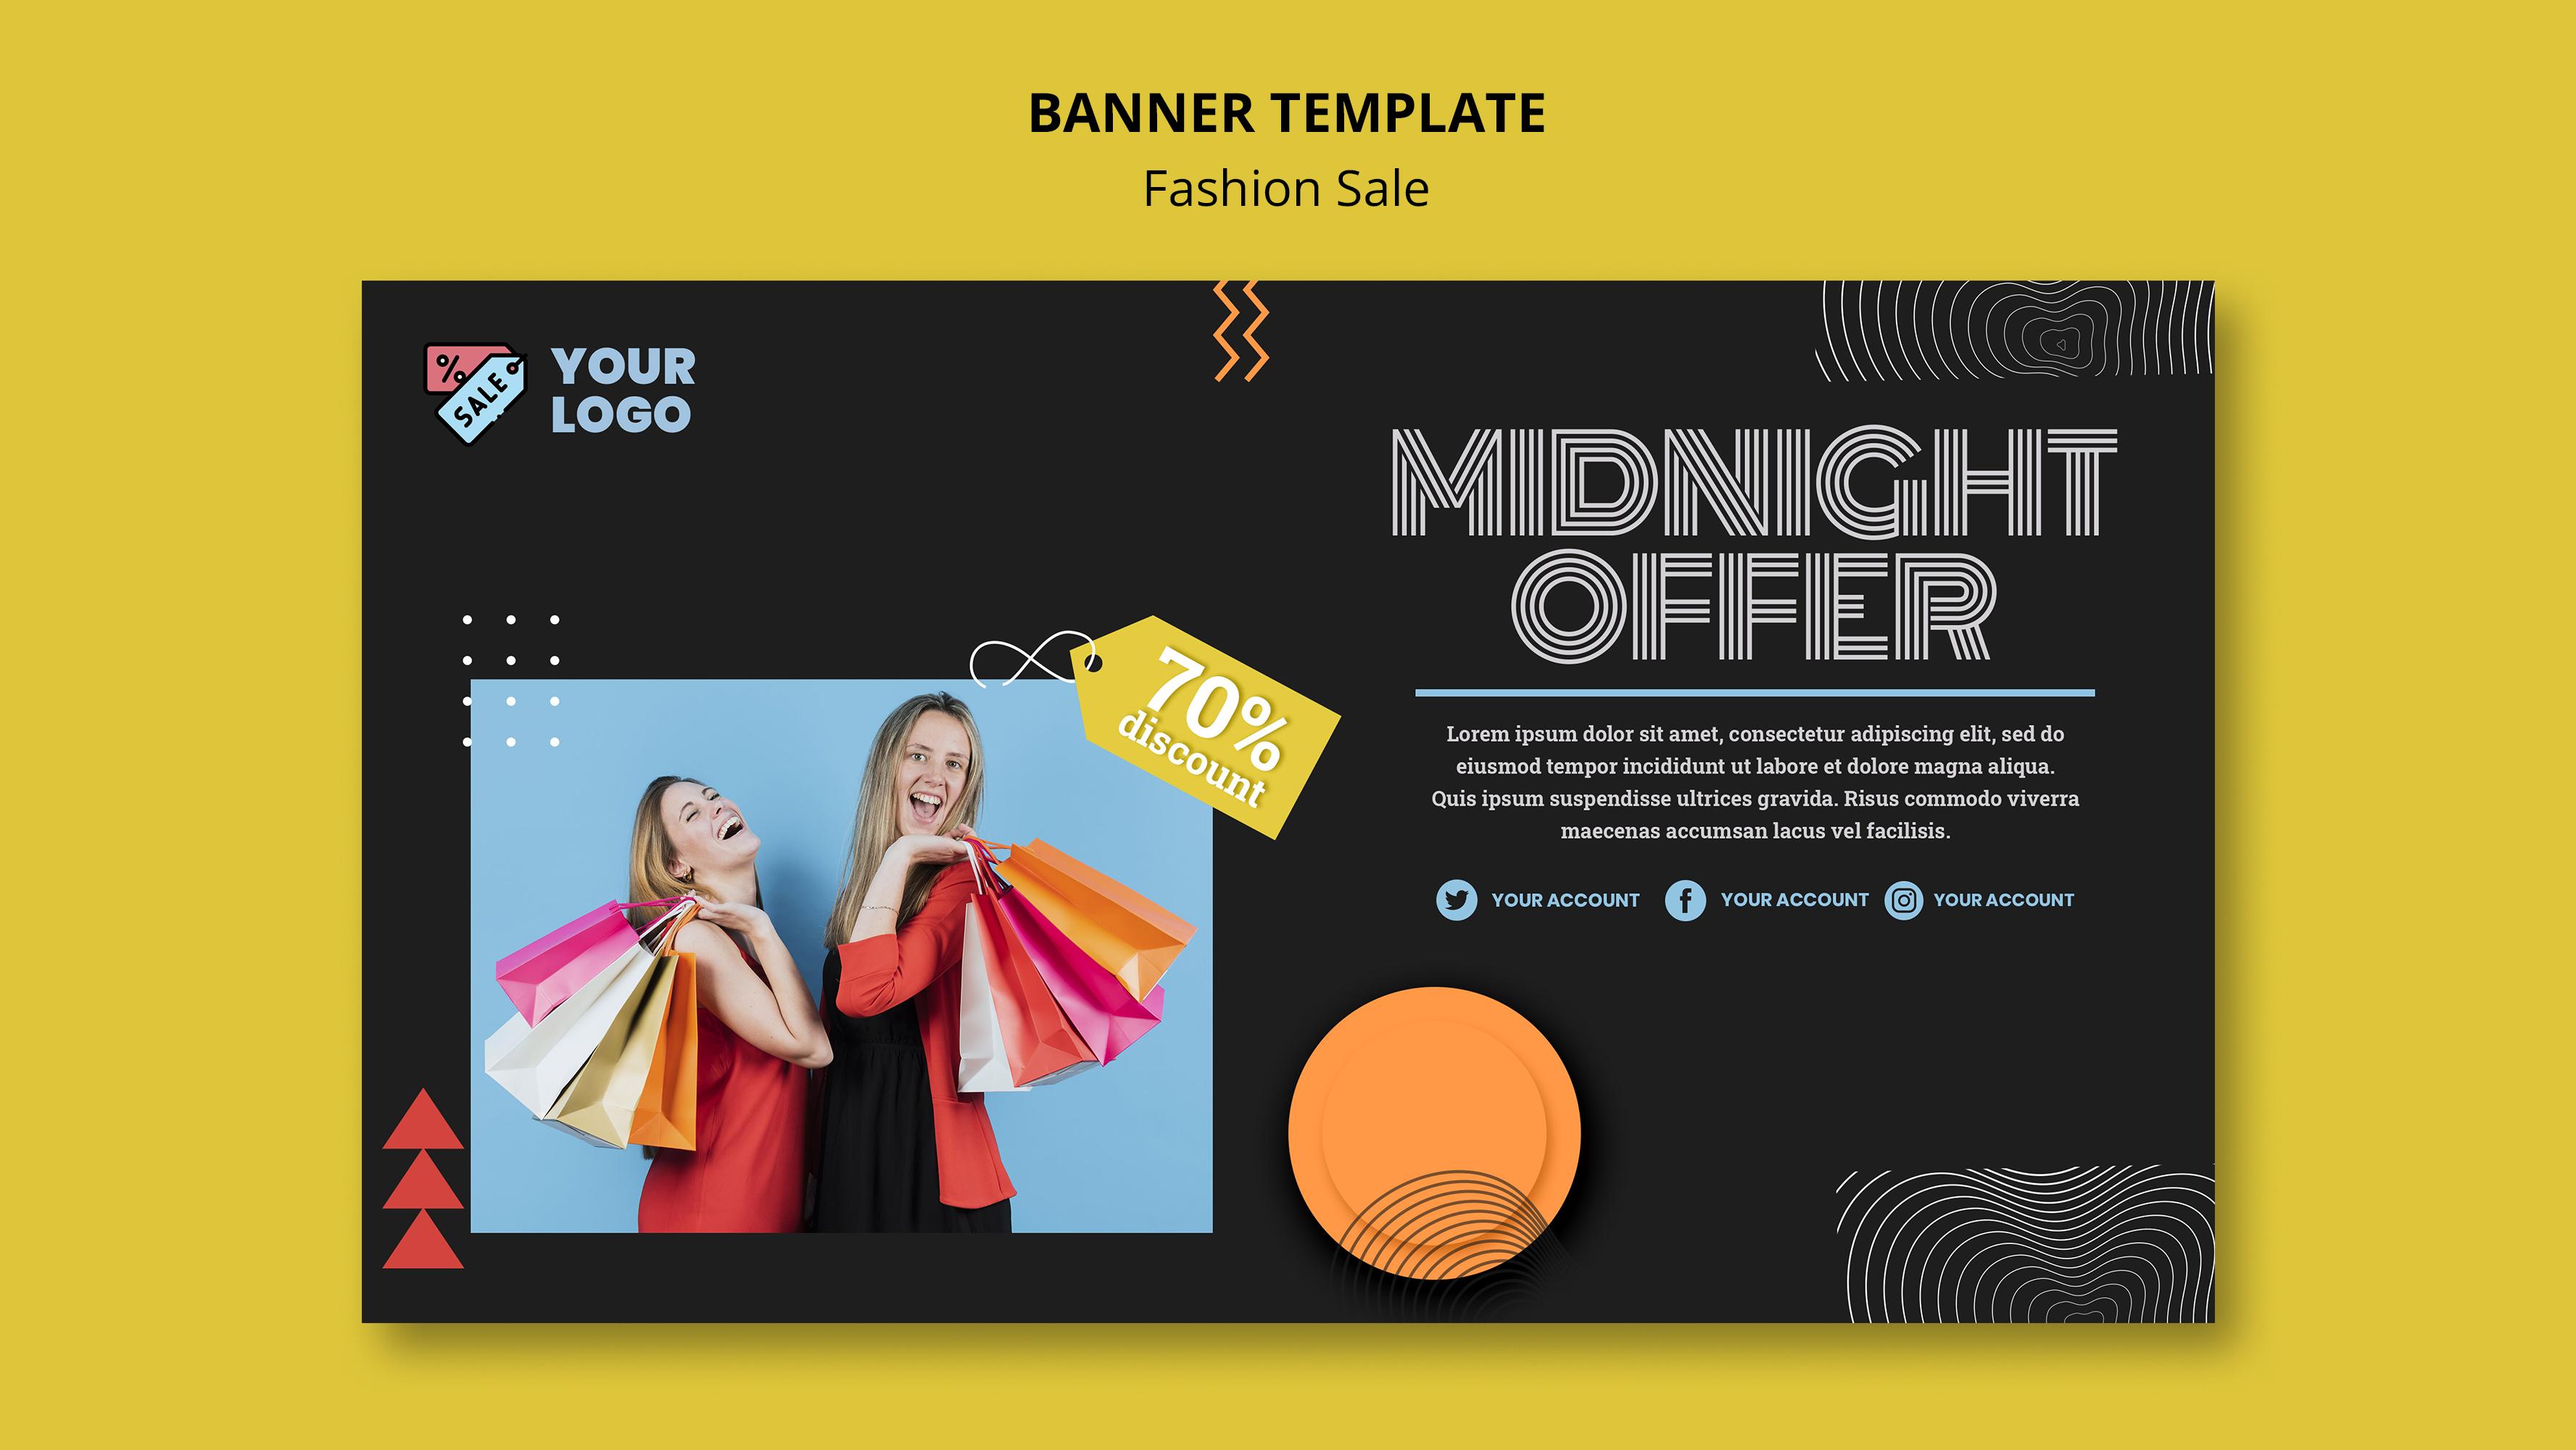 BANNER TEMPLATE
Fashion Sale
% SALE
YOUR
LOGO
MIDNIGHT
OFFER
70%
discount
Lorem ipsum dolor sit amet, consectetur adipiscing elit, sed do
eiusmod tempor incididunt ut labore et dolore magna aliqua.
Quis ipsum suspendisse ultrices gravida. Risus commodo viverra
maecenas accumsan lacus vel facilisis.
YOUR ACCOUNT YOUR ACCOUNT YOUR ACCOUNT